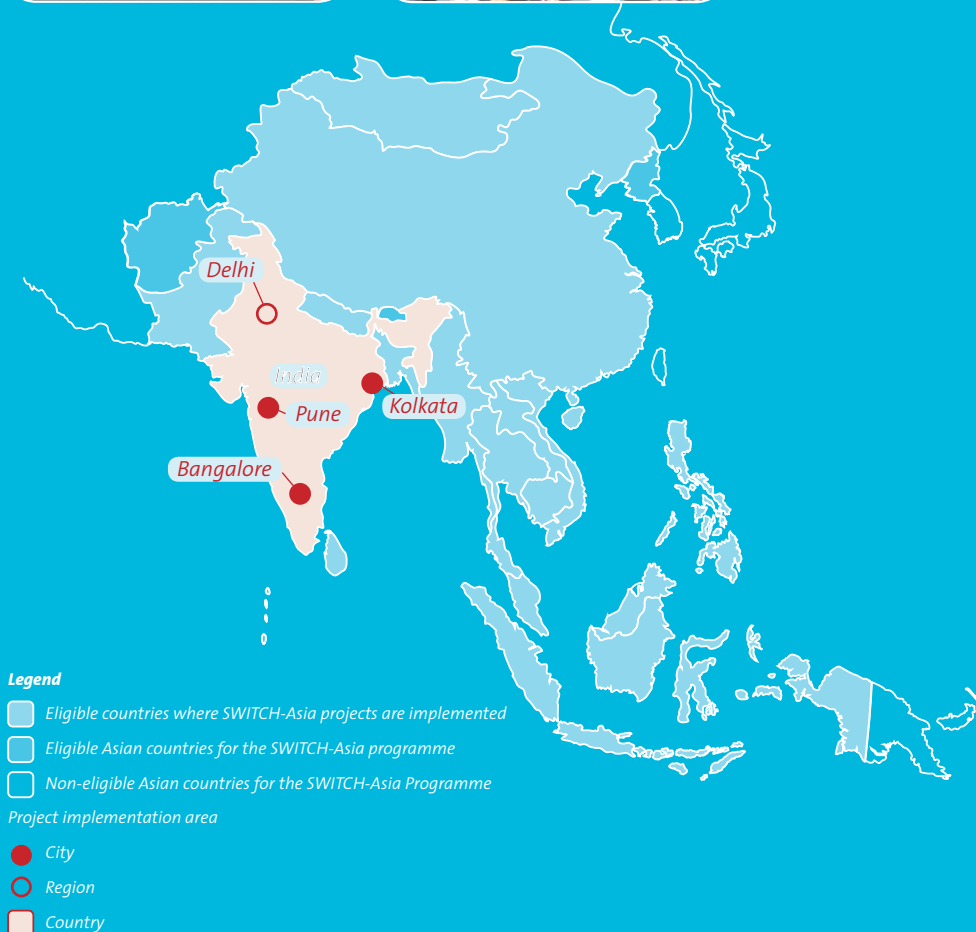 Delhi
India
Pune
Kolkata
Bangalore
Legend
Eligible countries where SWITCH-Asia projects are implemented
Eligible Asian countries for the SWITCH-Asia programme
Non-eligible Asian countries for the SWITCH-Asia Programme
Project implementation area
City
Region
Country